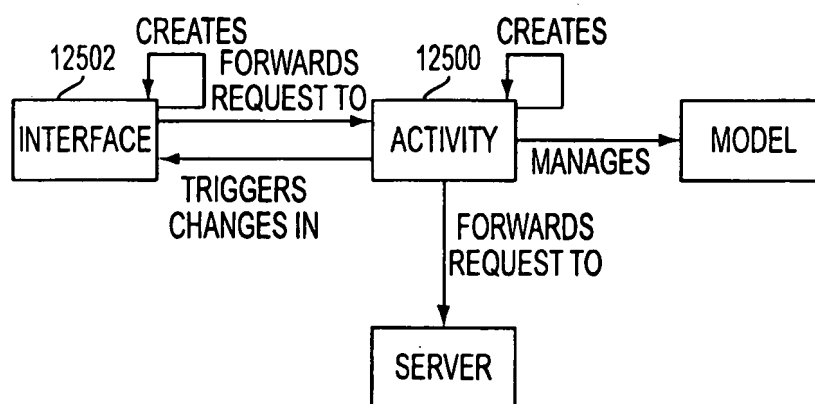 CREATES
12502
FORWARDS
REQUEST TO
12500
CREATES
INTERFACE
ACTIVITY
MODEL
MANAGES
TRIGGERS
CHANGES IN
FORWARDS
REQUEST TO
SERVER